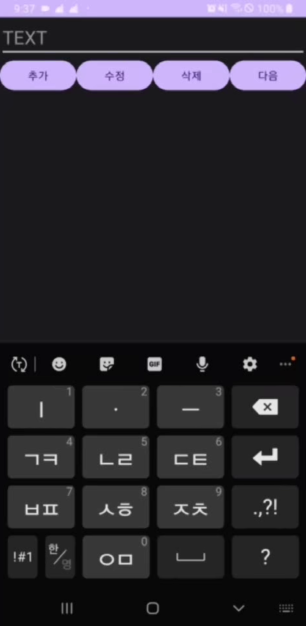 9:37 100%
TEXT
추가 수정 삭제 다음
T GIF
ㅣ 1 · 2 ㅡ 3
ㄱㅋ 4 ㄴㄹ 5 ㄷㅌ 6
ㅂㅍ 7 ㅅㅎ 8 ㅈㅊ 9 .,?!
!#1 한/영 ㅇㅁ 0 ?